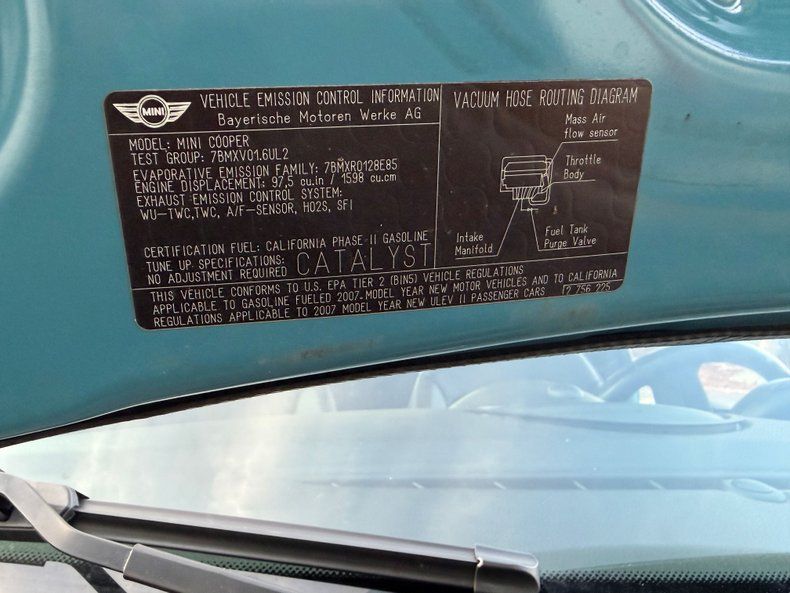 MINI
VEHICLE EMISSION CONTROL INFORMATION
Bayerische Motoren Werke AG
MODEL: MINI COOPER
TEST GROUP: 7BMXV01.6UL2
EVAPORATIVE EMISSION FAMILY: 7BMXR0128E85
ENGINE DISPLACEMENT: 97,5 cu.in / 1598 cu.cm
EXHAUST EMISSION CONTROL SYSTEM:
WU-TWC,TWC, A/F-SENSOR, HO2S, SFI
CERTIFICATION FUEL: CALIFORNIA PHASE II GASOLINE
TUNE UP SPECIFICATIONS:
NO ADJUSTMENT REQUIRED
CATALYST
VACUUM HOSE ROUTING DIAGRAM
Mass Air
flow sensor
Throttle
Body
Intake
Manifold
Fuel Tank
Purge Valve
THIS VEHICLE CONFORMS TO U.S. EPA TIER 2 (BIN5) VEHICLE REGULATIONS
APPLICABLE TO GASOLINE FUELED 2007-MODEL YEAR NEW MOTOR VEHICLES AND TO CALIFORNIA
REGULATIONS APPLICABLE TO 2007 MODEL YEAR NEW ULEV II PASSENGER CARS 12 756 225